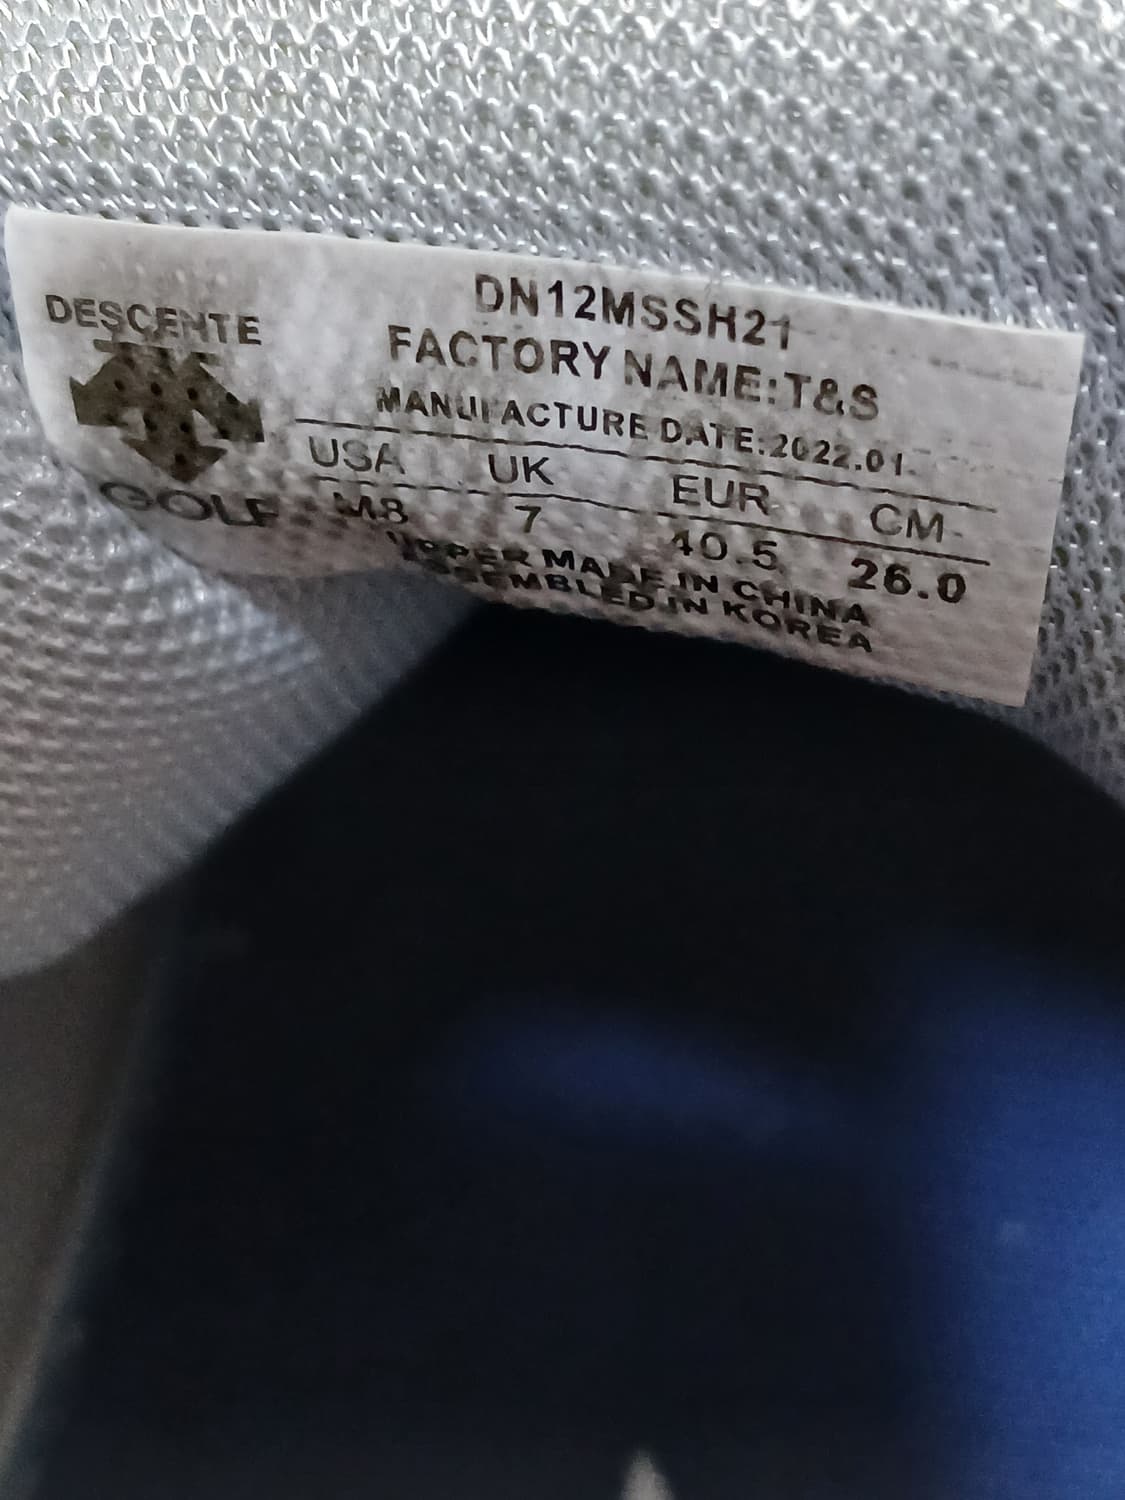 DESCENTE
GOLF
DN12MSSH21
FACTORY NAME:T&S
MANUFACTURE DATE:2022.01.
USA UK EUR CM
M8 7 40.5 26.0
UPPER MADE IN CHINA
ASSEMBLED IN KOREA